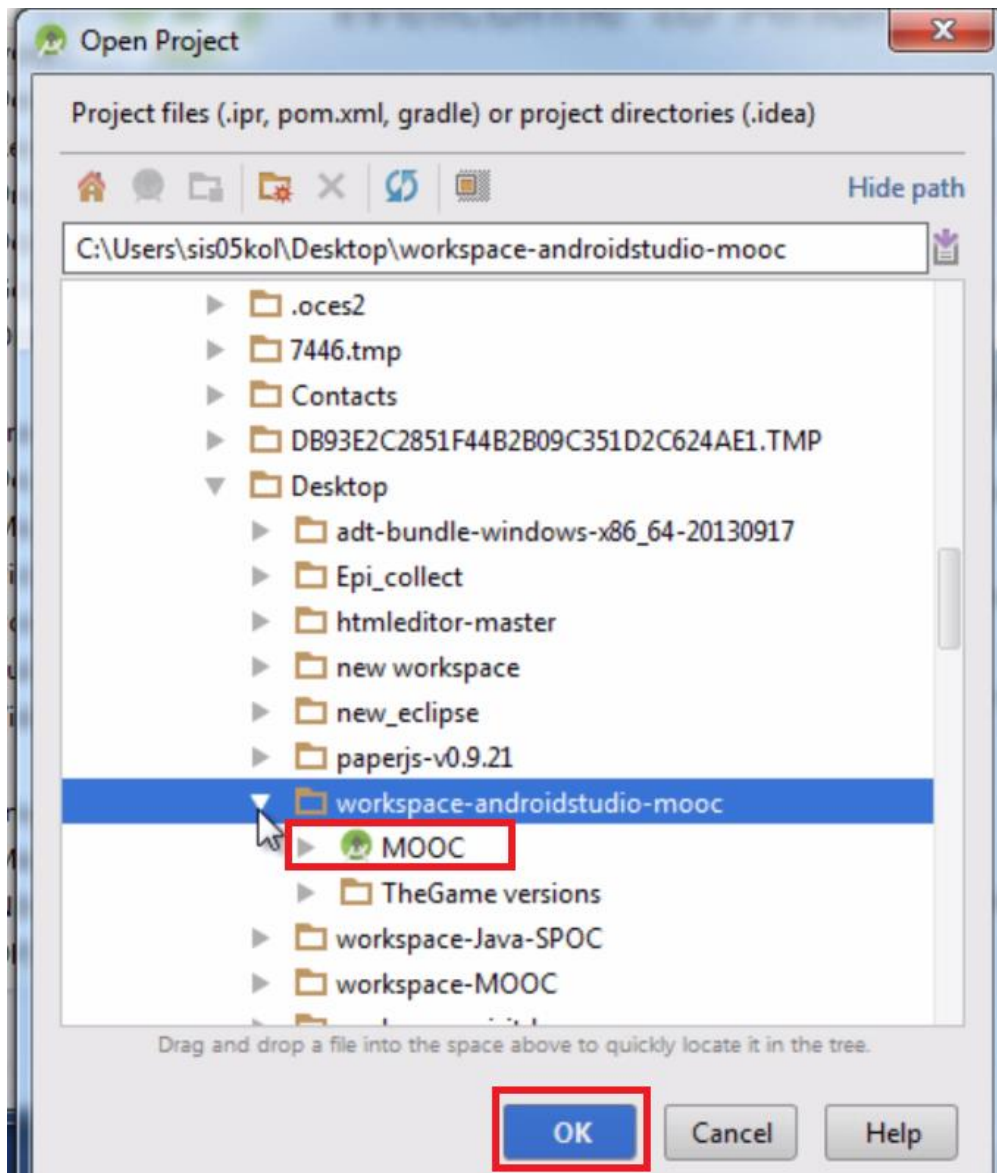 Open Project
Project files (.ipr, pom.xml, gradle) or project directories (.idea)
Hide path
C:\Users\sis05kol\Desktop\workspace-androidstudio-mooc
.oces2
7446.tmp
Contacts
DB93E2C2851F44B2B09C351D2C624AE1.TMP
Desktop
adt-bundle-windows-x86_64-20130917
Epi_collect
htmleditor-master
new workspace
new_eclipse
paperjs-v0.9.21
workspace-androidstudio-mooc
MOOC
TheGame versions
workspace-Java-SPOC
workspace-MOOC
Drag and drop a file into the space above to quickly locate it in the tree.
OK Cancel Help